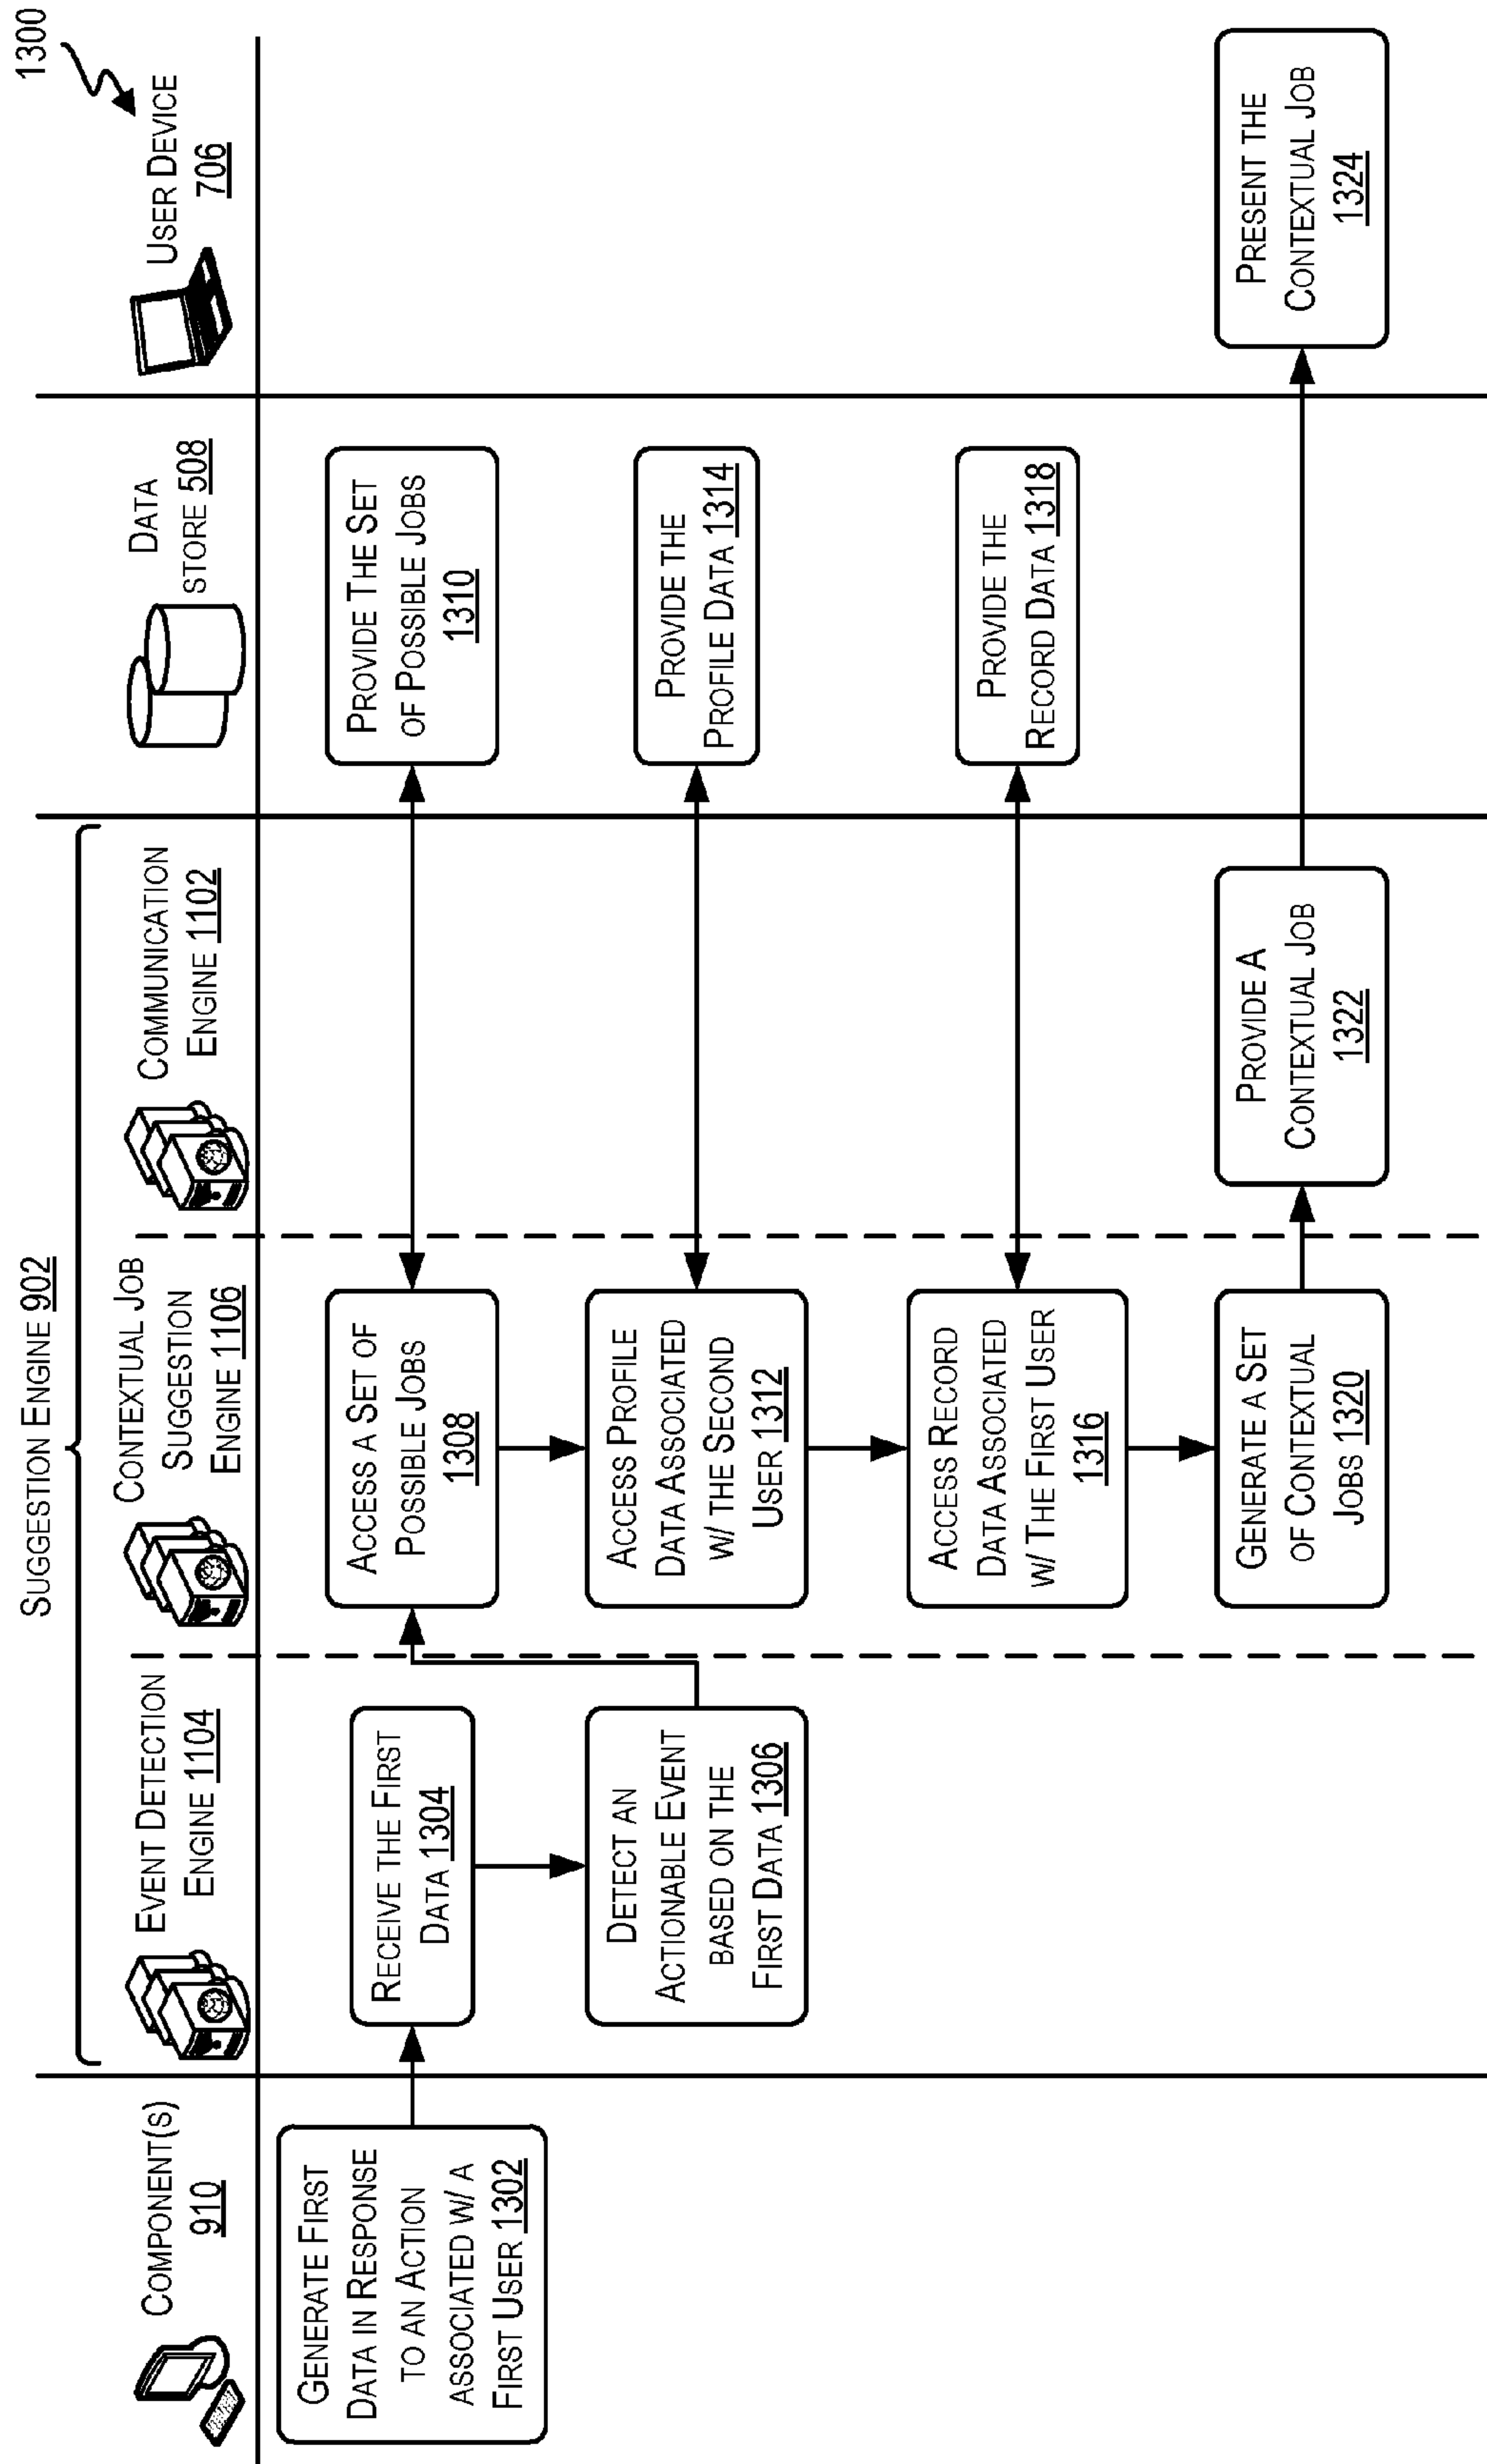 1300
SUGGESTION ENGINE 902
COMPONENT(S)
910
EVENT DETECTION
ENGINE 1104
CONTEXTUAL JOB
SUGGESTION
ENGINE 1106
COMMUNICATION
ENGINE 1102
DATA
STORE 508
USER DEVICE
706
GENERATE FIRST
DATA IN RESPONSE
TO AN ACTION
ASSOCIATED W/ A
FIRST USER 1302
RECEIVE THE FIRST
DATA 1304
DETECT AN
ACTIONABLE EVENT
BASED ON THE
FIRST DATA 1306
ACCESS A SET OF
POSSIBLE JOBS
1308
PROVIDE THE SET
OF POSSIBLE JOBS
1310
ACCESS PROFILE
DATA ASSOCIATED
W/ THE SECOND
USER 1312
PROVIDE THE
PROFILE DATA 1314
ACCESS RECORD
DATA ASSOCIATED
W/ THE FIRST USER
1316
PROVIDE THE
RECORD DATA 1318
GENERATE A SET
OF CONTEXTUAL
JOBS 1320
PROVIDE A
CONTEXTUAL JOB
1322
PRESENT THE
CONTEXTUAL JOB
1324